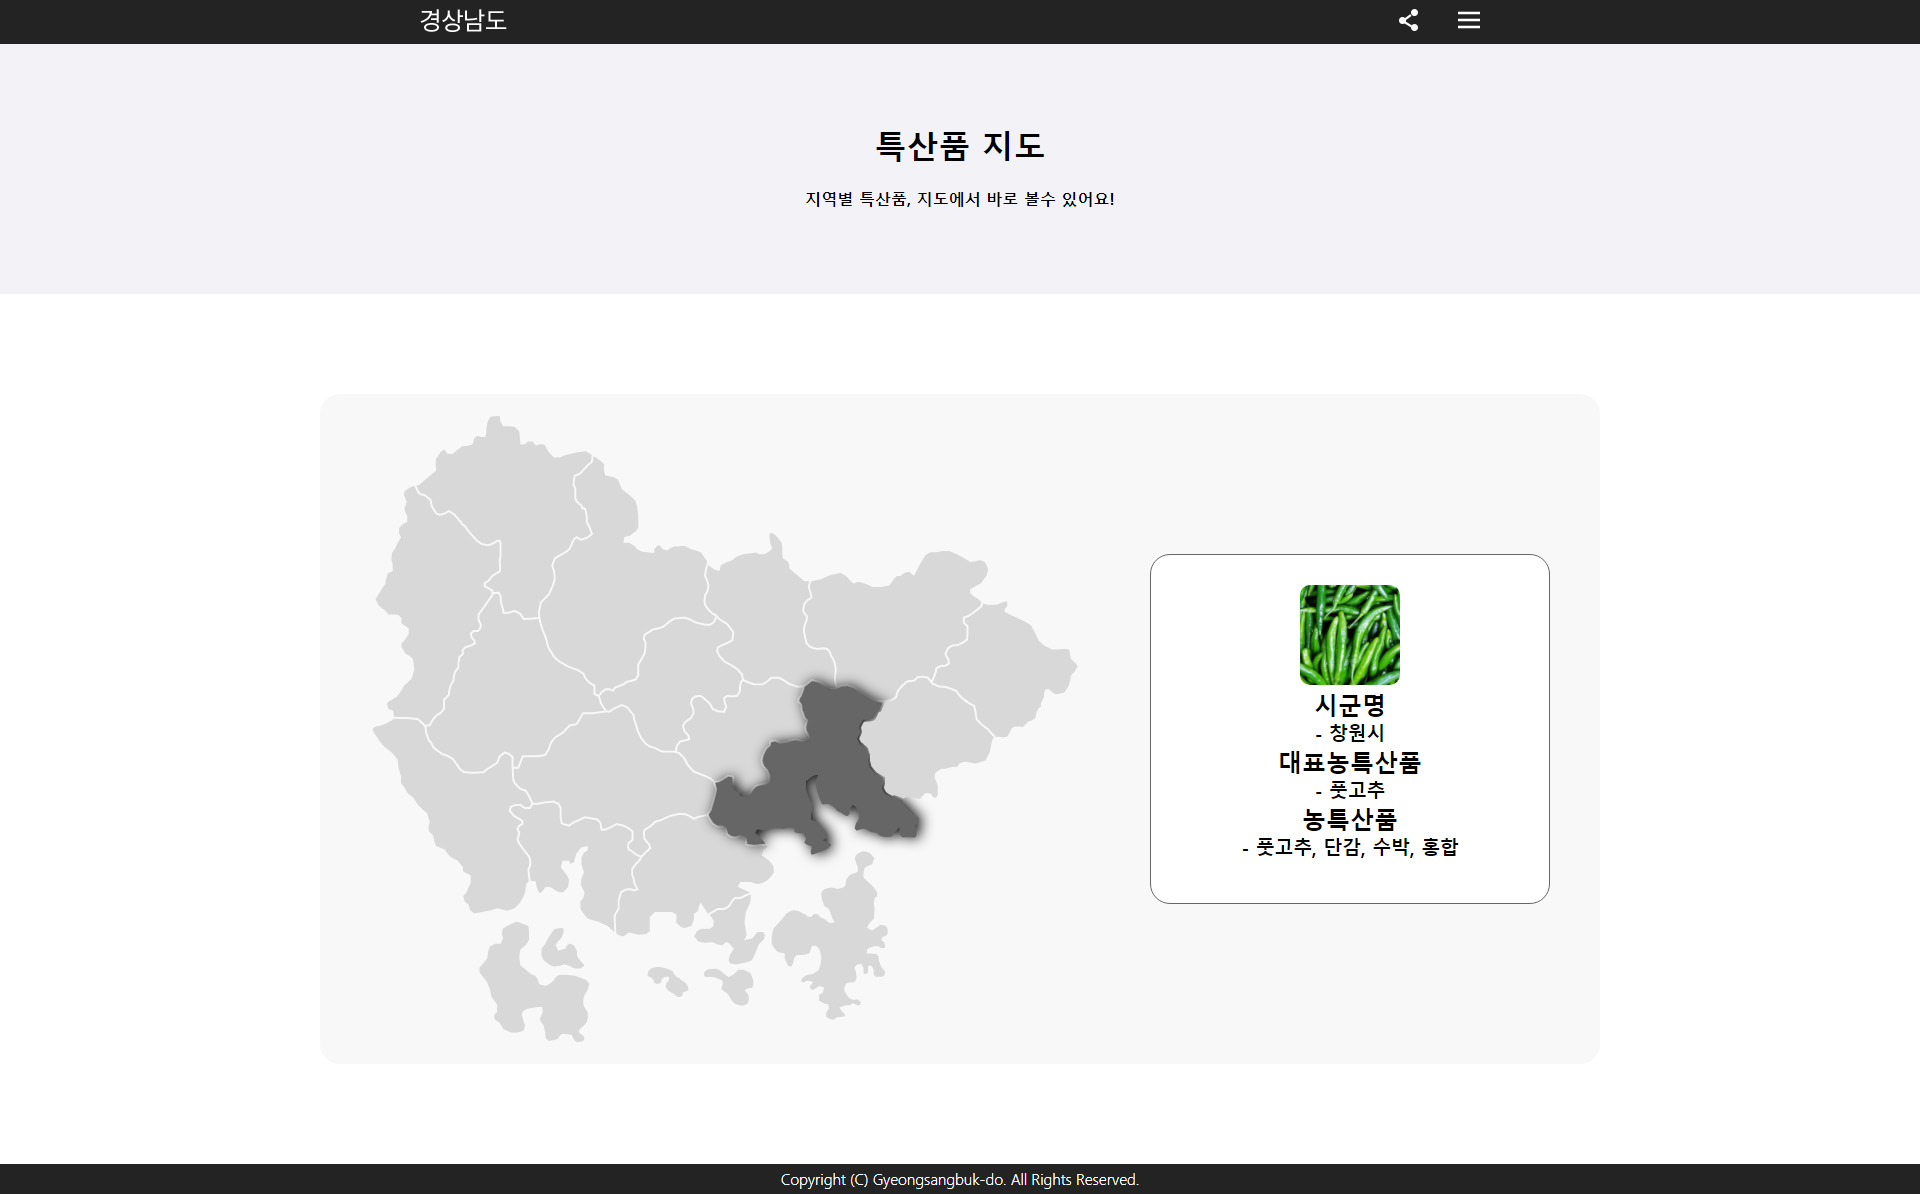 경상남도
특산품 지도
지역별 특산품, 지도에서 바로 볼수 있어요!
시군명
- 창원시
대표농특산품
- 풋고추
농특산품
- 풋고추, 단감, 수박, 홍합
Copyright (C) Gyeongsangbuk-do. All Rights Reserved.